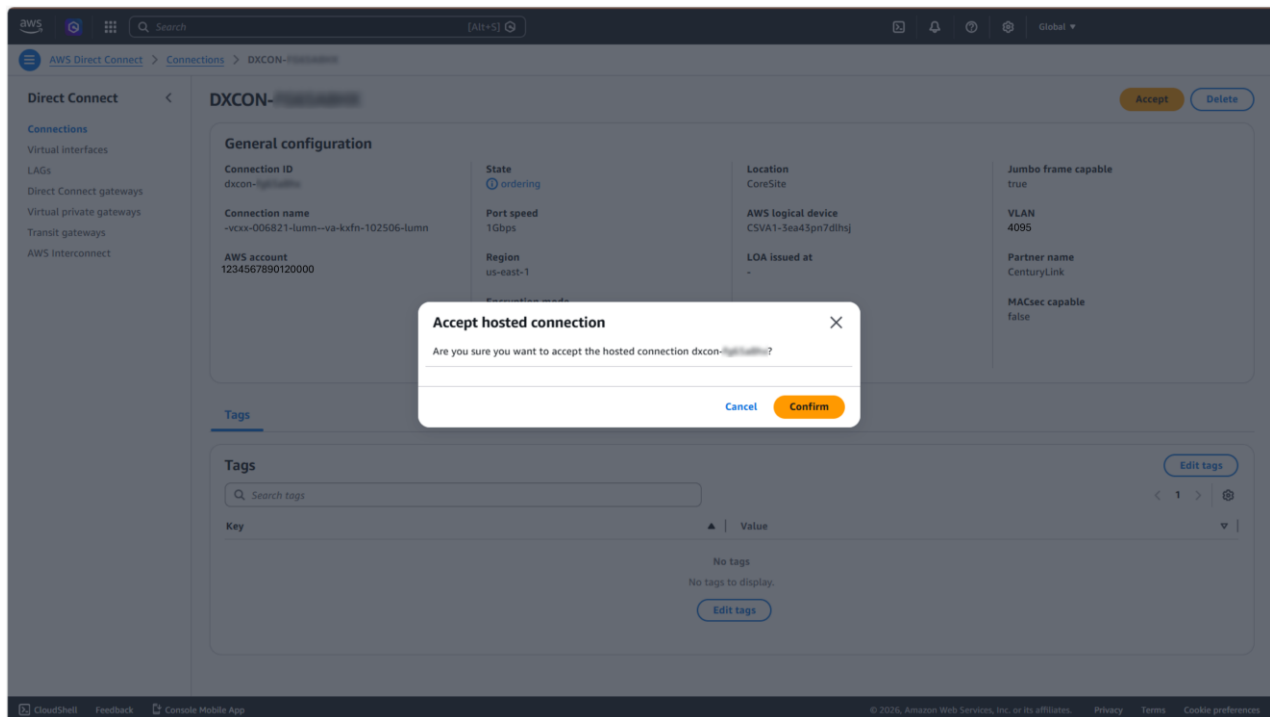 aws
Search [Alt+S]
Global ▼
AWS Direct Connect > Connections > DXCON-
Direct Connect
Connections
Virtual interfaces
LAGs
Direct Connect gateways
Virtual private gateways
Transit gateways
AWS Interconnect
DXCON-
Accept
Delete
General configuration
Connection ID
dxcon-
Connection name
-vcxx-006821-lumn--va-kxfn-102506-lumn
AWS account
1234567890120000
State
ordering
Port speed
1Gbps
Region
us-east-1
Encryption mode
Location
CoreSite
AWS logical device
CSVA1-3ea43pn7dlhsj
LOA issued at
-
Jumbo frame capable
true
VLAN
4095
Partner name
CenturyLink
MACsec capable
false
Accept hosted connection
Are you sure you want to accept the hosted connection dxcon- ?
Cancel
Confirm
Tags
Tags
Edit tags
Search tags
1
Key
Value
No tags
No tags to display.
Edit tags
CloudShell Feedback Console Mobile App
© 2026, Amazon Web Services, Inc. or its affiliates. Privacy Terms Cookie preferences